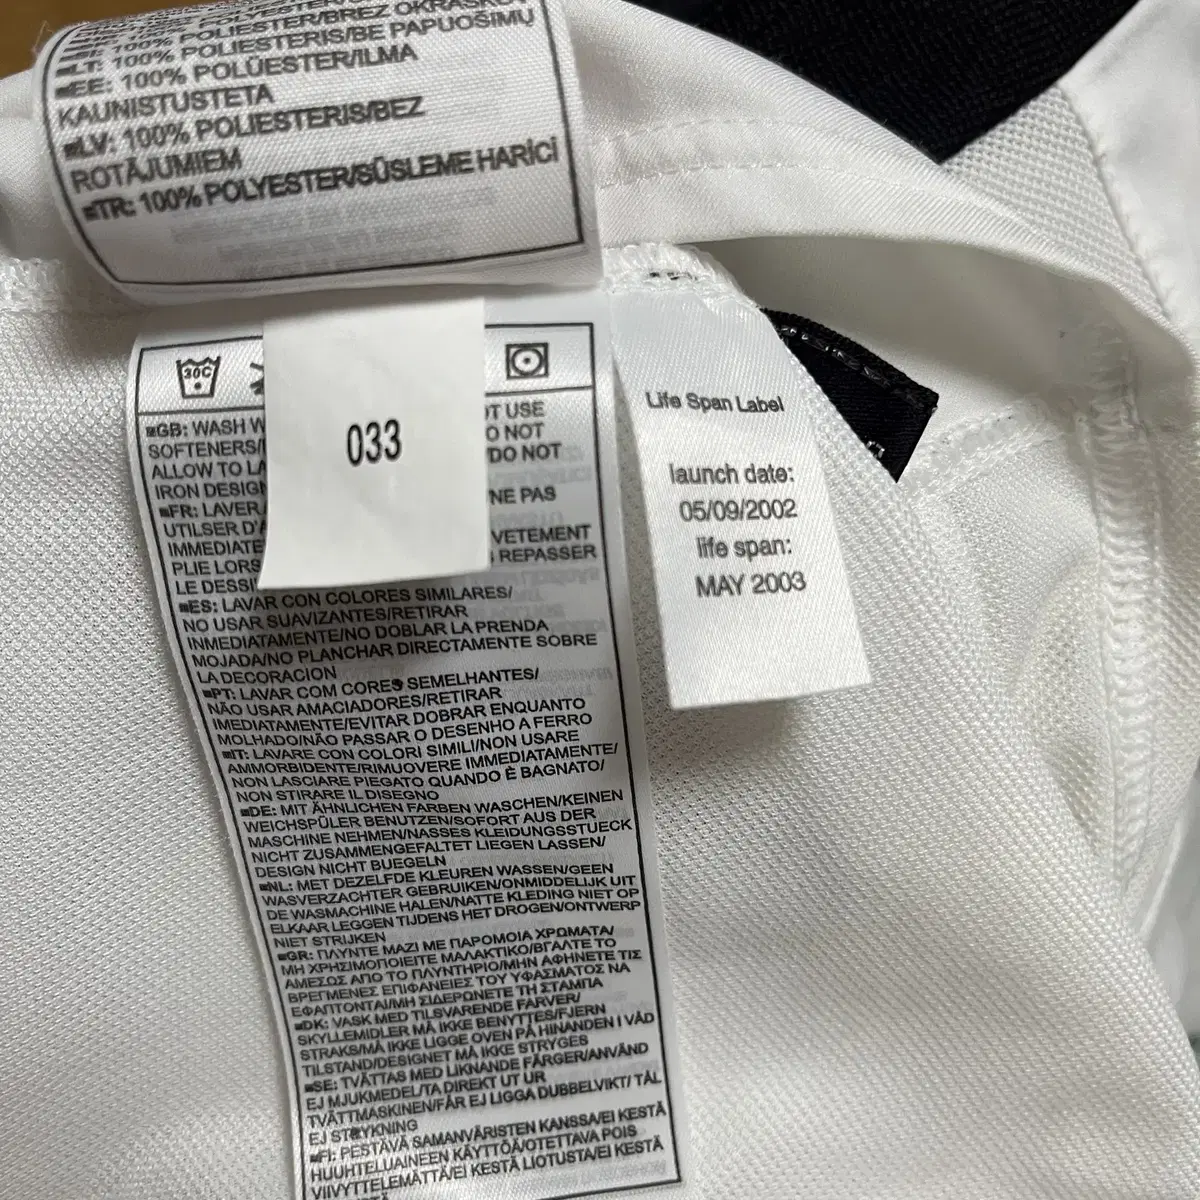 100% POLIESTERIS/BE PAPUOŠIMŲ
EE: 100% POLÜESTER/ILMA
KAUNISTUSTETA
LV: 100% POLIESTERIS/BEZ
ROTĀJUMIEM
TR: 100% POLYESTER/SÜSLEME HARİCİ
30C
GB: WASH W
SOFTENERS/
ALLOW TO LA
IRON DESIG
FR: LAVER
UTILSER D'A
IMMEDIATE
PLIE LORS
LE DESSI
OT USE
O NOT
DO NOT
NE PAS
VETEMENT
REPASSER
033
ES: LAVAR CON COLORES SIMILARES/
NO USAR SUAVIZANTES/RETIRAR
INMEDIATAMENTE/NO DOBLAR LA PRENDA
MOJADA/NO PLANCHAR DIRECTAMENTE SOBRE
LA DECORACION
PT: LAVAR COM CORES SEMELHANTES/
NÃO USAR AMACIADORES/RETIRAR
IMEDIATAMENTE/EVITAR DOBRAR ENQUANTO
MOLHADO/NÃO PASSAR O DESENHO A FERRO
IT: LAVARE CON COLORI SIMILI/NON USARE
AMMORBIDENTE/RIMUOVERE IMMEDIATAMENTE/
NON LASCIARE PIEGATO QUANDO È BAGNATO/
NON STIRARE IL DISEGNO
DE: MIT ÄHNLICHEN FARBEN WASCHEN/KEINEN
WEICHSPÜLER BENUTZEN/SOFORT AUS DER
MASCHINE NEHMEN/NASSES KLEIDUNGSSTUECK
NICHT ZUSAMMENGEFALTET LIEGEN LASSEN/
DESIGN NICHT BUEGELN
NL: MET DEZELFDE KLEUREN WASSEN/GEEN
WASVERZACHTER GEBRUIKEN/ONMIDDELIJK UIT
DE WASMACHINE HALEN/NATTE KLEDING NIET OP
ELKAAR LEGGEN TIJDENS HET DROGEN/ONTWERP
NIET STRIJKEN
GR: ΠΛΥΝΤΕ ΜΑΖΙ ΜΕ ΠΑΡΟΜΟΙΑ ΧΡΩΜΑΤΑ/
ΜΗ ΧΡΗΣΙΜΟΠΟΙΕΙΤΕ ΜΑΛΑΚΤΙΚΟ/ΒΓΑΛΤΕ ΤΟ
ΑΜΕΣΩΣ ΑΠΟ ΤΟ ΠΛΥΝΤΗΡΙΟ/ΜΗΝ ΑΦΗΝΕΤΕ ΤΙΣ
ΒΡΕΓΜΕΝΕΣ ΕΠΙΦΑΝΕΙΕΣ ΤΟΥ ΥΦΑΣΜΑΤΟΣ ΝΑ
ΕΦΑΠΤΟΝΤΑΙ/ΜΗ ΣΙΔΕΡΩΝΕΤΕ ΤΗ ΣΤΑΜΠΑ
DK: VASK MED TILSVARENDE FARVER/
SKYLLEMIDLER MÅ IKKE BENYTTES/FJERN
STRAKS/MÅ IKKE LIGGE OVEN PÅ HINANDEN I VÅD
TILSTAND/DESIGNET MÅ IKKE STRYGES
SE: TVÄTTAS MED LIKNANDE FÄRGER/ANVÄND
EJ MJUKMEDEL/TA DIREKT UT UR
TVÄTTMASKINEN/FÅR EJ LIGGA DUBBELVIKT/ TÅL
EJ STRYKNING
FI: PESTÄVÄ SAMANVÄRISTEN KANSSA/EI KESTÄ
HUUHTELUAINEEN KÄYTTÖÄ/OTETTAVA POIS
VIIVYTTELEMÄTTÄ/EI KESTÄ LIOTUSTA/EI KESTÄ
Life Span Label
launch date:
05/09/2002
life span:
MAY 2003